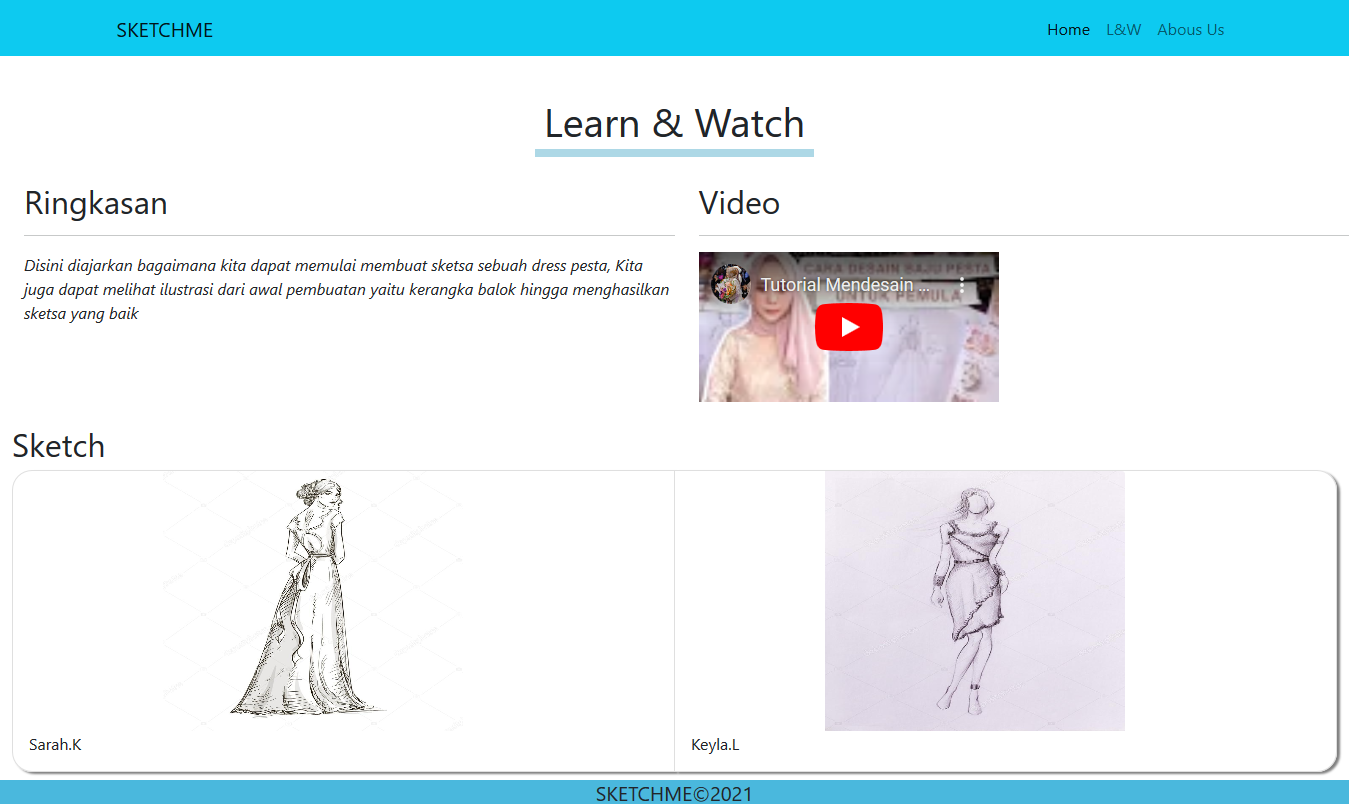 SKETCHME
Home L&W Abous Us
Learn & Watch
Ringkasan
Disini diajarkan bagaimana kita dapat memulai membuat sketsa sebuah dress pesta, Kita
juga dapat melihat ilustrasi dari awal pembuatan yaitu kerangka balok hingga menghasilkan
sketsa yang baik
Video
CARA DESAIN BAJU PESTA
Tutorial Mendesain ...
UNTUK PEMULA
Sketch
Sarah.K
Keyla.L
SKETCHME©2021